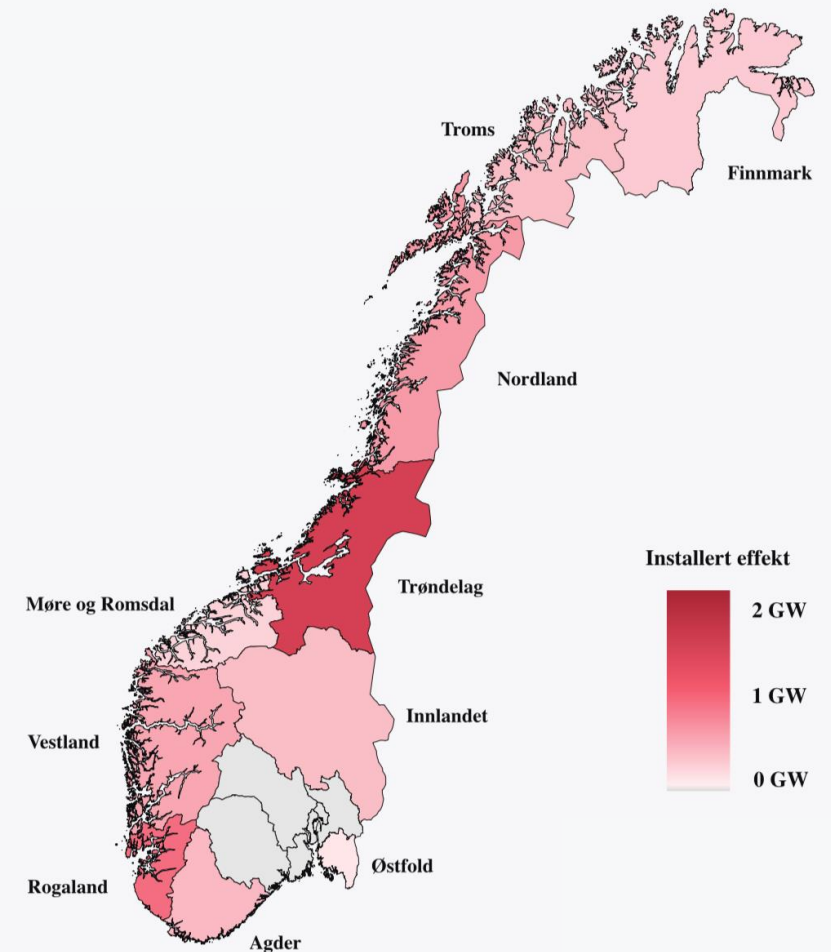 Troms
Finnmark
Nordland
Installert effekt
2 GW
1 GW
0 GW
Trøndelag
Møre og Romsdal
Innlandet
Vestland
Østfold
Rogaland
Agder